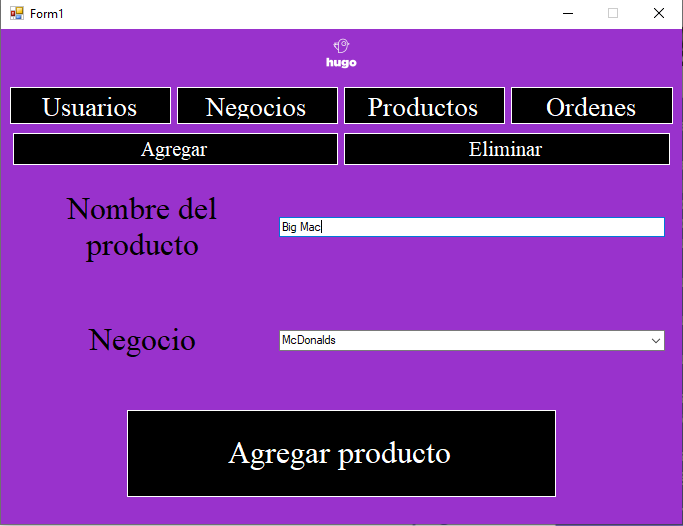 Form1
hugo
Usuarios
Negocios
Productos
Ordenes
Agregar
Eliminar
Nombre del
producto
Big Mac
Negocio
McDonalds
Agregar producto